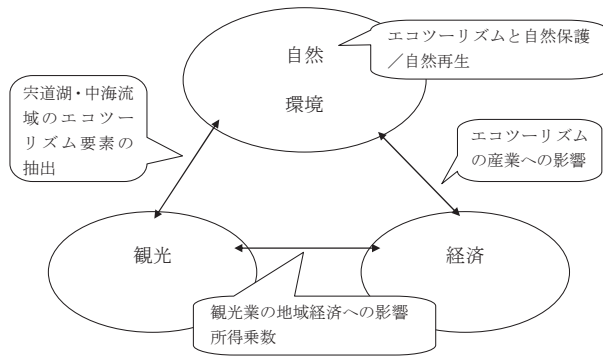 自然
環境
エコツーリズムと自然保護
／自然再生
宍道湖・中海流
域のエコツー
リズム要素の
抽出
エコツーリズム
の産業への影響
観光
経済
観光業の地域経済への影響
所得乗数